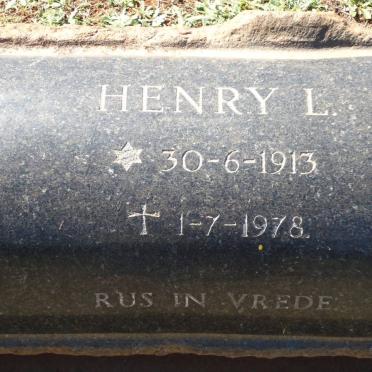 HENRY L.
✡ 30-6-1913
✝ 1-7-1978
RUS IN VREDE